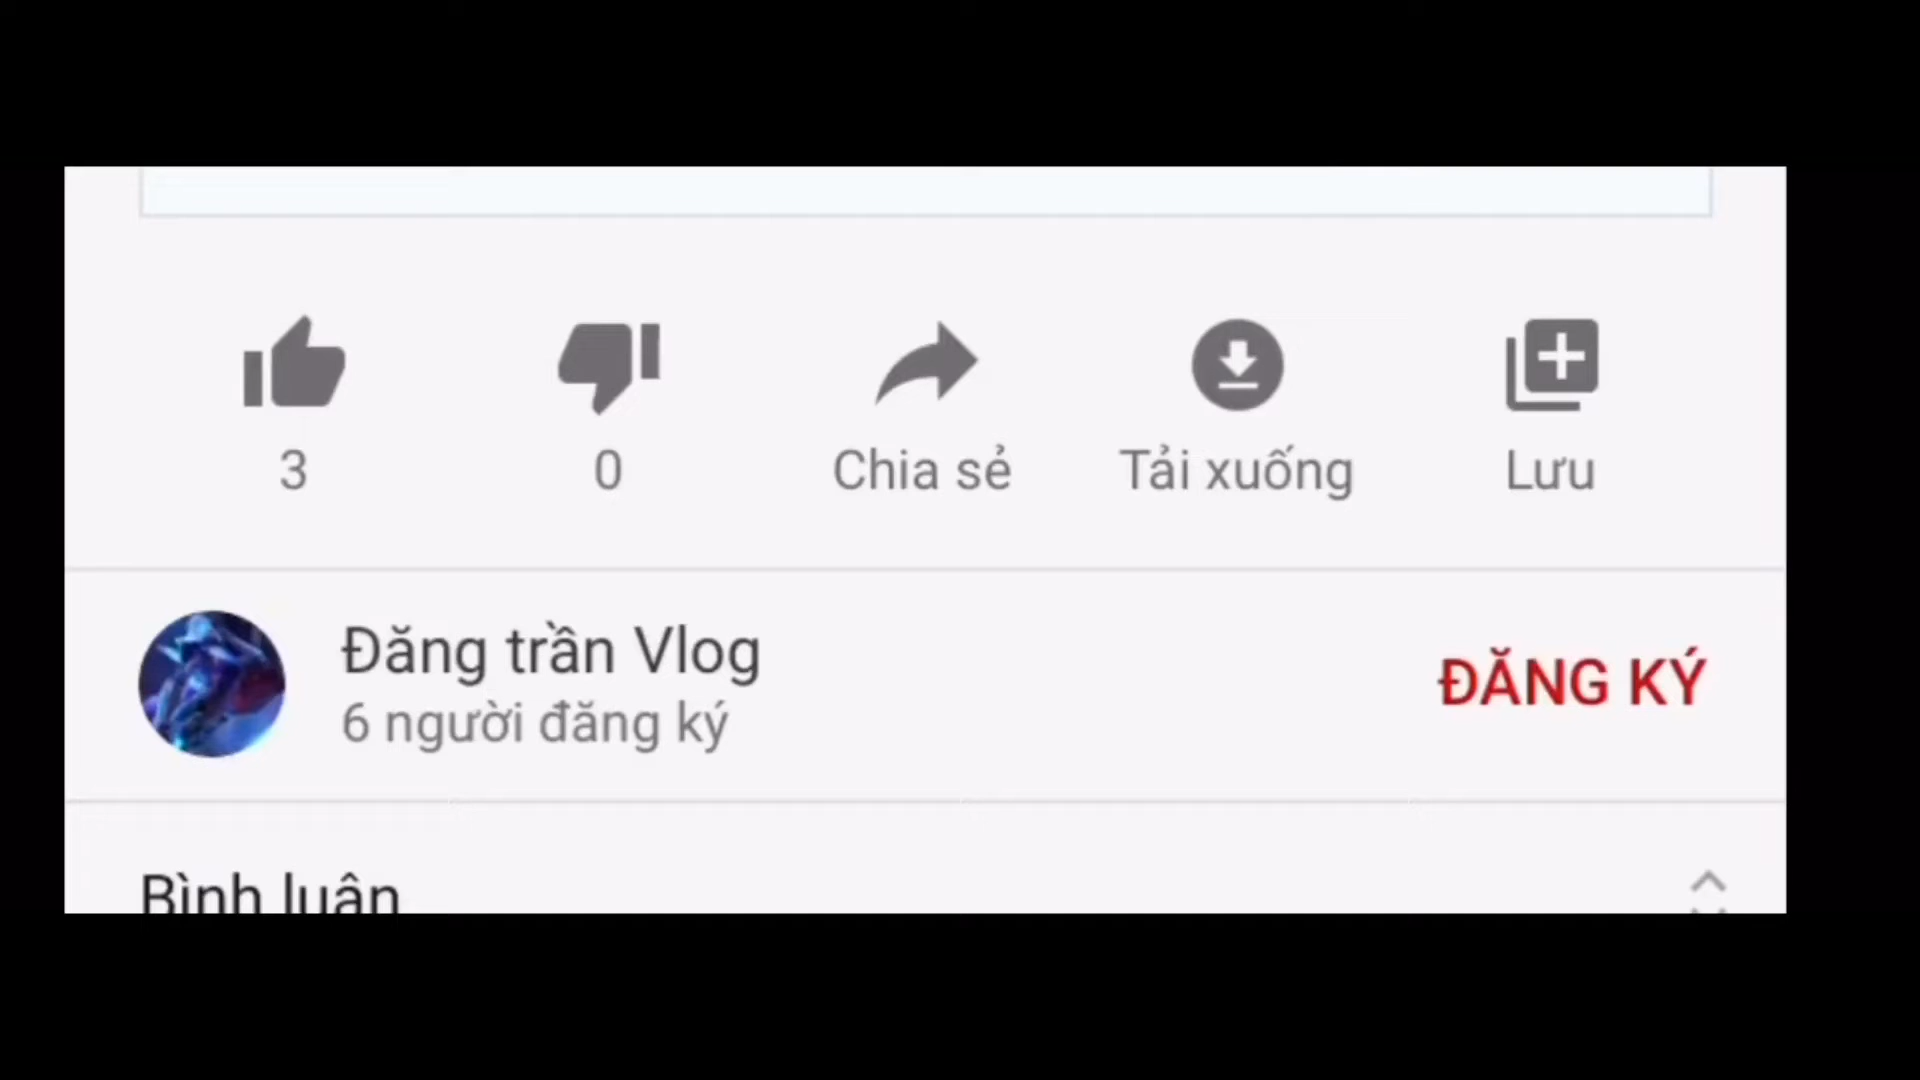 3
0
Chia sẻ
Tải xuống
Lưu
Đăng trần Vlog
6 người đăng ký
ĐĂNG KÝ
Bình luận